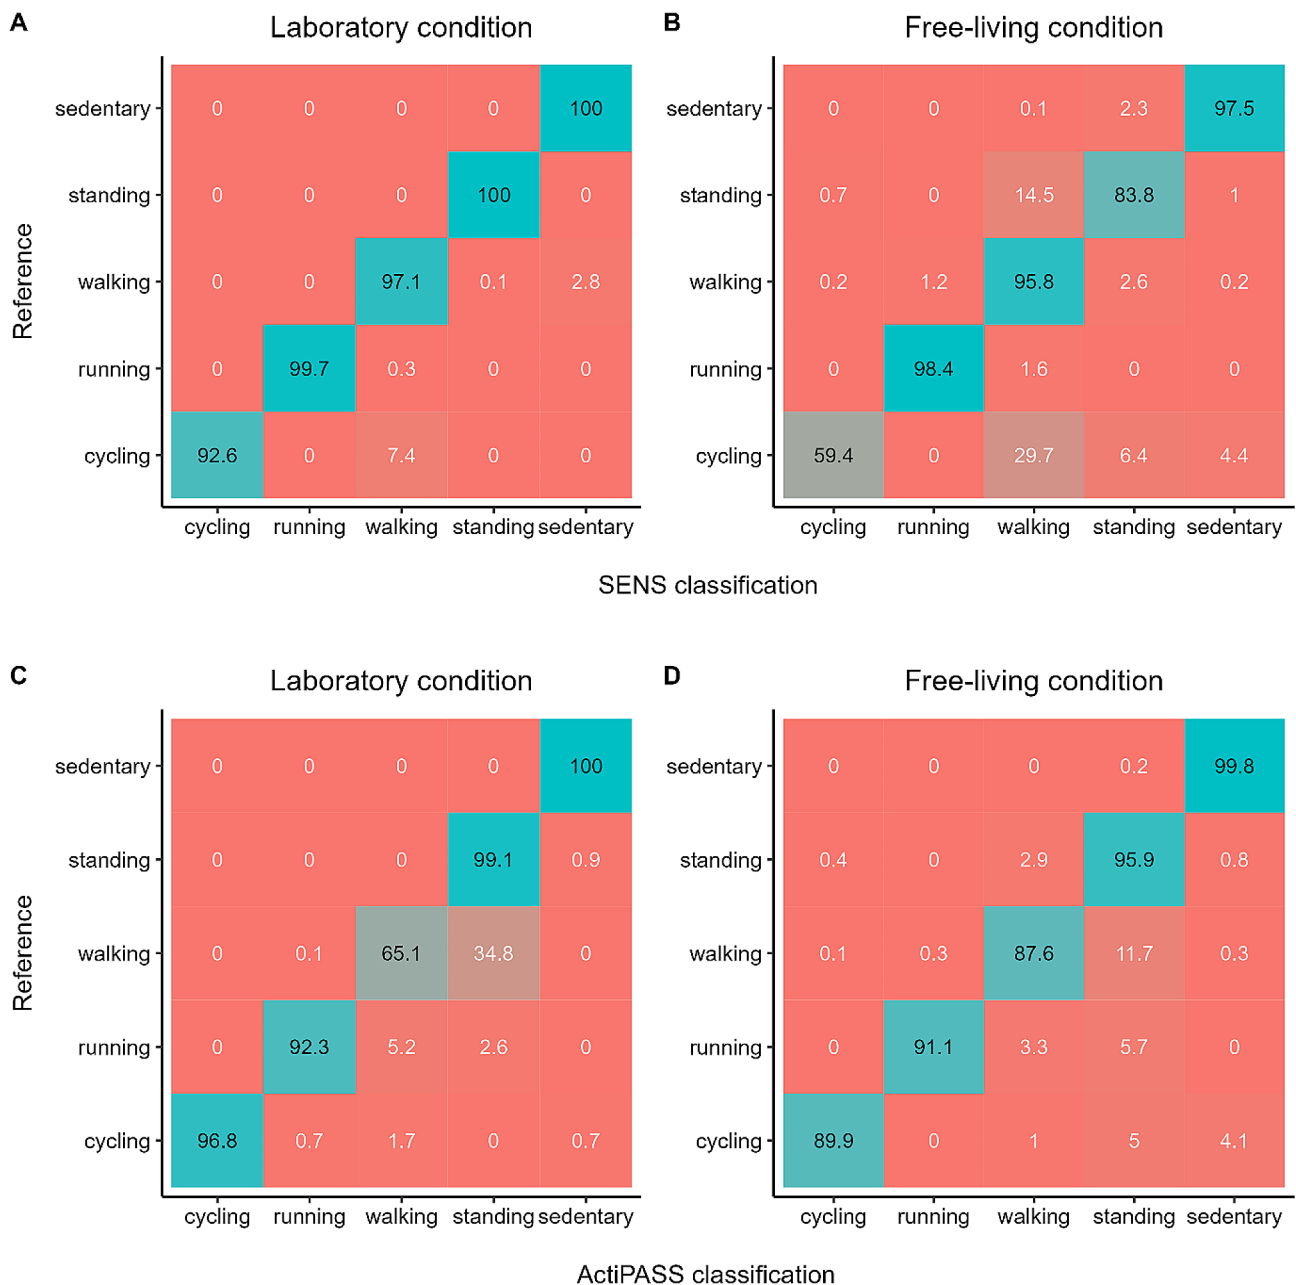 A
Laboratory condition
B
Free-living condition
Reference
sedentary 0 0 0 0 100
standing 0 0 0 100 0
walking 0 0 97.1 0.1 2.8
running 0 99.7 0.3 0 0
cycling 92.6 0 7.4 0 0
cycling running walking standing sedentary
sedentary 0 0 0.1 2.3 97.5
standing 0.7 0 14.5 83.8 1
walking 0.2 1.2 95.8 2.6 0.2
running 0 98.4 1.6 0 0
cycling 59.4 0 29.7 6.4 4.4
cycling running walking standing sedentary
SENS classification
C
Laboratory condition
D
Free-living condition
Reference
sedentary 0 0 0 0 100
standing 0 0 0 99.1 0.9
walking 0 0.1 65.1 34.8 0
running 0 92.3 5.2 2.6 0
cycling 96.8 0.7 1.7 0 0.7
cycling running walking standing sedentary
sedentary 0 0 0 0.2 99.8
standing 0.4 0 2.9 95.9 0.8
walking 0.1 0.3 87.6 11.7 0.3
running 0 91.1 3.3 5.7 0
cycling 89.9 0 1 5 4.1
cycling running walking standing sedentary
ActiPASS classification